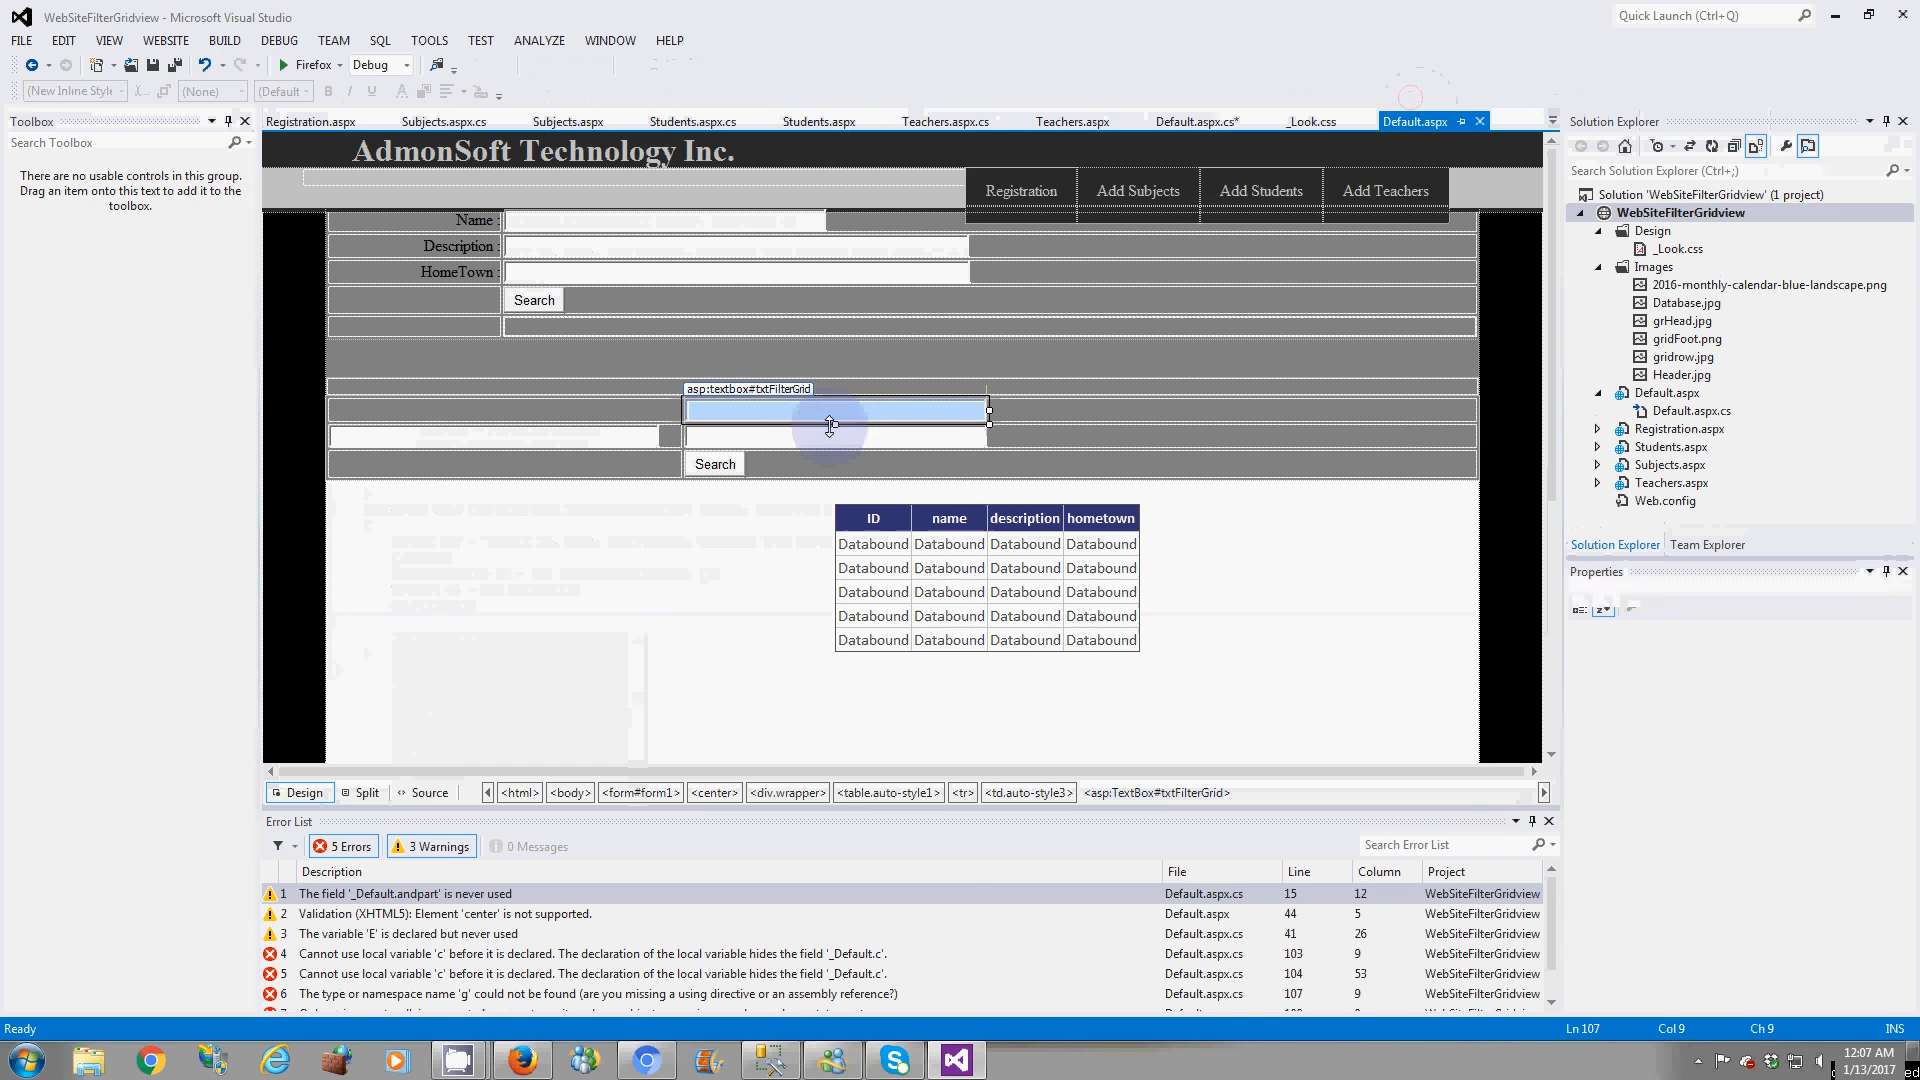 WebSiteFilterGridview - Microsoft Visual Studio
Quick Launch (Ctrl+Q)
FILE EDIT VIEW WEBSITE BUILD DEBUG TEAM SQL TOOLS TEST ANALYZE WINDOW HELP
Firefox Debug
(New Inline Style (None) (Default
Toolbox
Registration.aspx Subjects.aspx.cs Subjects.aspx Students.aspx.cs Students.aspx Teachers.aspx.cs Teachers.aspx Default.aspx.cs* _Look.css Default.aspx
Solution Explorer
Search Toolbox
Search Solution Explorer (Ctrl+;)
There are no usable controls in this group.
Drag an item onto this text to add it to the
toolbox.
AdmonSoft Technology Inc.
Registration Add Subjects Add Students Add Teachers
Name :
Description :
HomeTown :
Search
asp:textbox#txtFilterGrid
Search
ID name description hometown
Databound Databound Databound Databound
Databound Databound Databound Databound
Databound Databound Databound Databound
Databound Databound Databound Databound
Databound Databound Databound Databound
Solution 'WebSiteFilterGridview' (1 project)
WebSiteFilterGridview
Design
_Look.css
Images
2016-monthly-calendar-blue-landscape.png
Database.jpg
grHead.jpg
gridFoot.png
gridrow.jpg
Header.jpg
Default.aspx
Default.aspx.cs
Registration.aspx
Students.aspx
Subjects.aspx
Teachers.aspx
Web.config
Solution Explorer Team Explorer
Properties
Design Split Source <html> <body> <form#form1> <center> <div.wrapper> <table.auto-style1> <tr> <td.auto-style3> <asp:TextBox#txtFilterGrid>
Error List
5 Errors 3 Warnings 0 Messages
Search Error List
Description File Line Column Project
1 The field '_Default.andpart' is never used Default.aspx.cs 15 12 WebSiteFilterGridview
2 Validation (XHTML5): Element 'center' is not supported. Default.aspx 44 5 WebSiteFilterGridview
3 The variable 'E' is declared but never used Default.aspx.cs 41 26 WebSiteFilterGridview
4 Cannot use local variable 'c' before it is declared. The declaration of the local variable hides the field '_Default.c'. Default.aspx.cs 103 9 WebSiteFilterGridview
5 Cannot use local variable 'c' before it is declared. The declaration of the local variable hides the field '_Default.c'. Default.aspx.cs 104 53 WebSiteFilterGridview
6 The type or namespace name 'g' could not be found (are you missing a using directive or an assembly reference?) Default.aspx.cs 107 9 WebSiteFilterGridview
Ready Ln 107 Col 9 Ch 9 INS
12:07 AM
1/13/2017